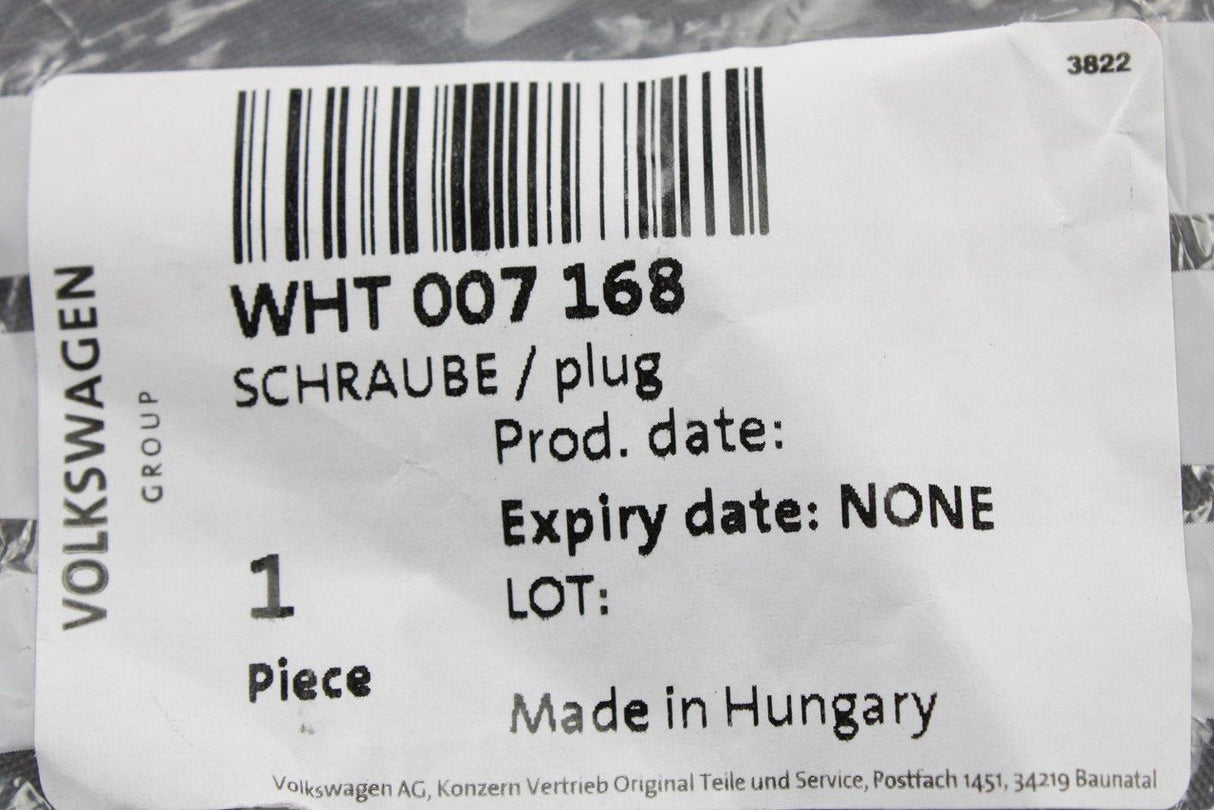 3822
WHT 007 168
SCHRAUBE / plug
Prod. date:
Expiry date: NONE
LOT:
1
Piece
Made in Hungary
VOLKSWAGEN
GROUP
Volkswagen AG, Konzern Vertrieb Original Teile und Service, Postfach 1451, 34219 Baunatal